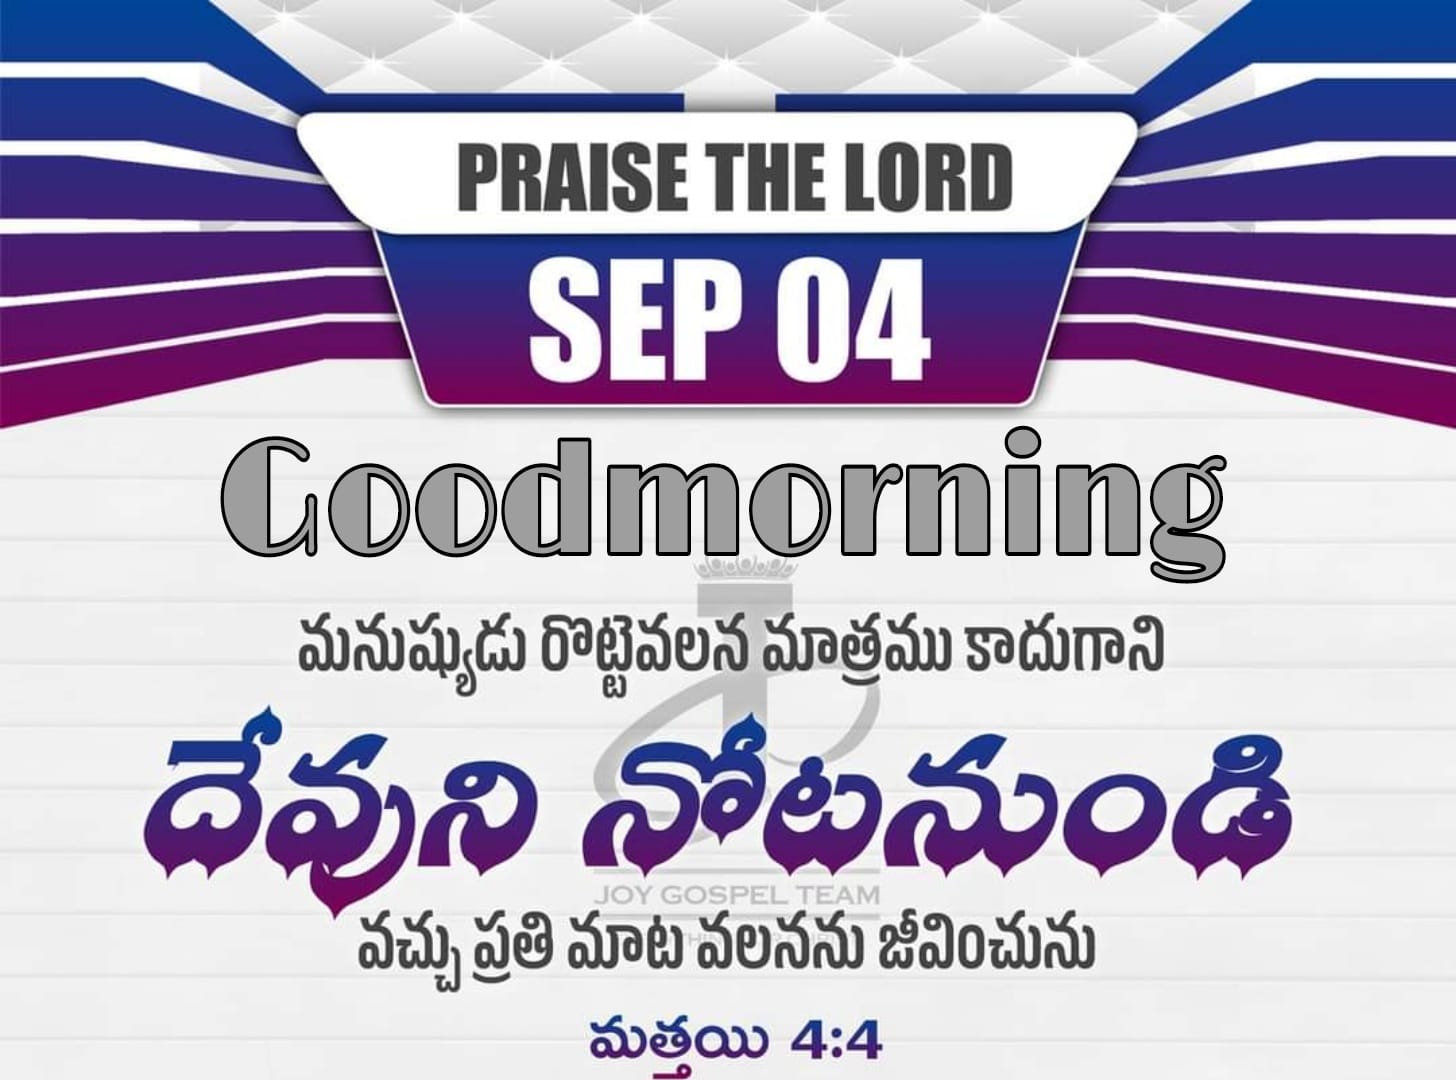 PRAISE THE LORD
SEP 04
Goodmorning
మనుష్యుడు రొట్టెవలన మాత్రము కాదుగాని
దేవుని నోటనుండి
JOY GOSPEL TEAM
వచ్చు ప్రతి మాట వలనను జీవించును
మత్తయి 4:4